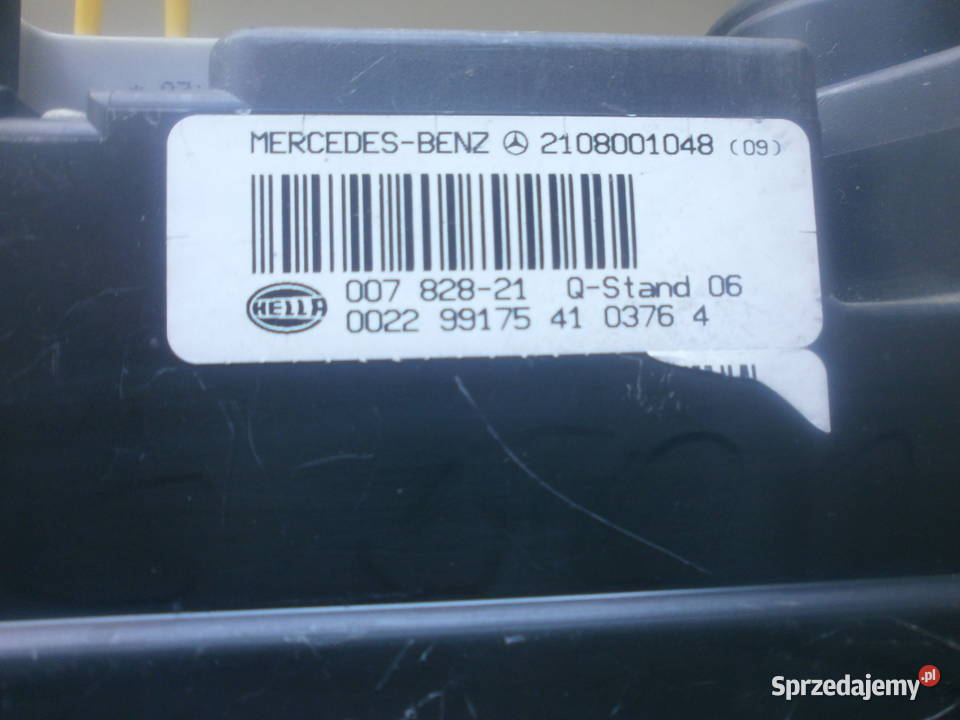 MERCEDES-BENZ 2108001048 (09)
HELLA
007 828-21 Q-Stand 06
0022 99175 41 0376 4
Sprzedajemy.pl